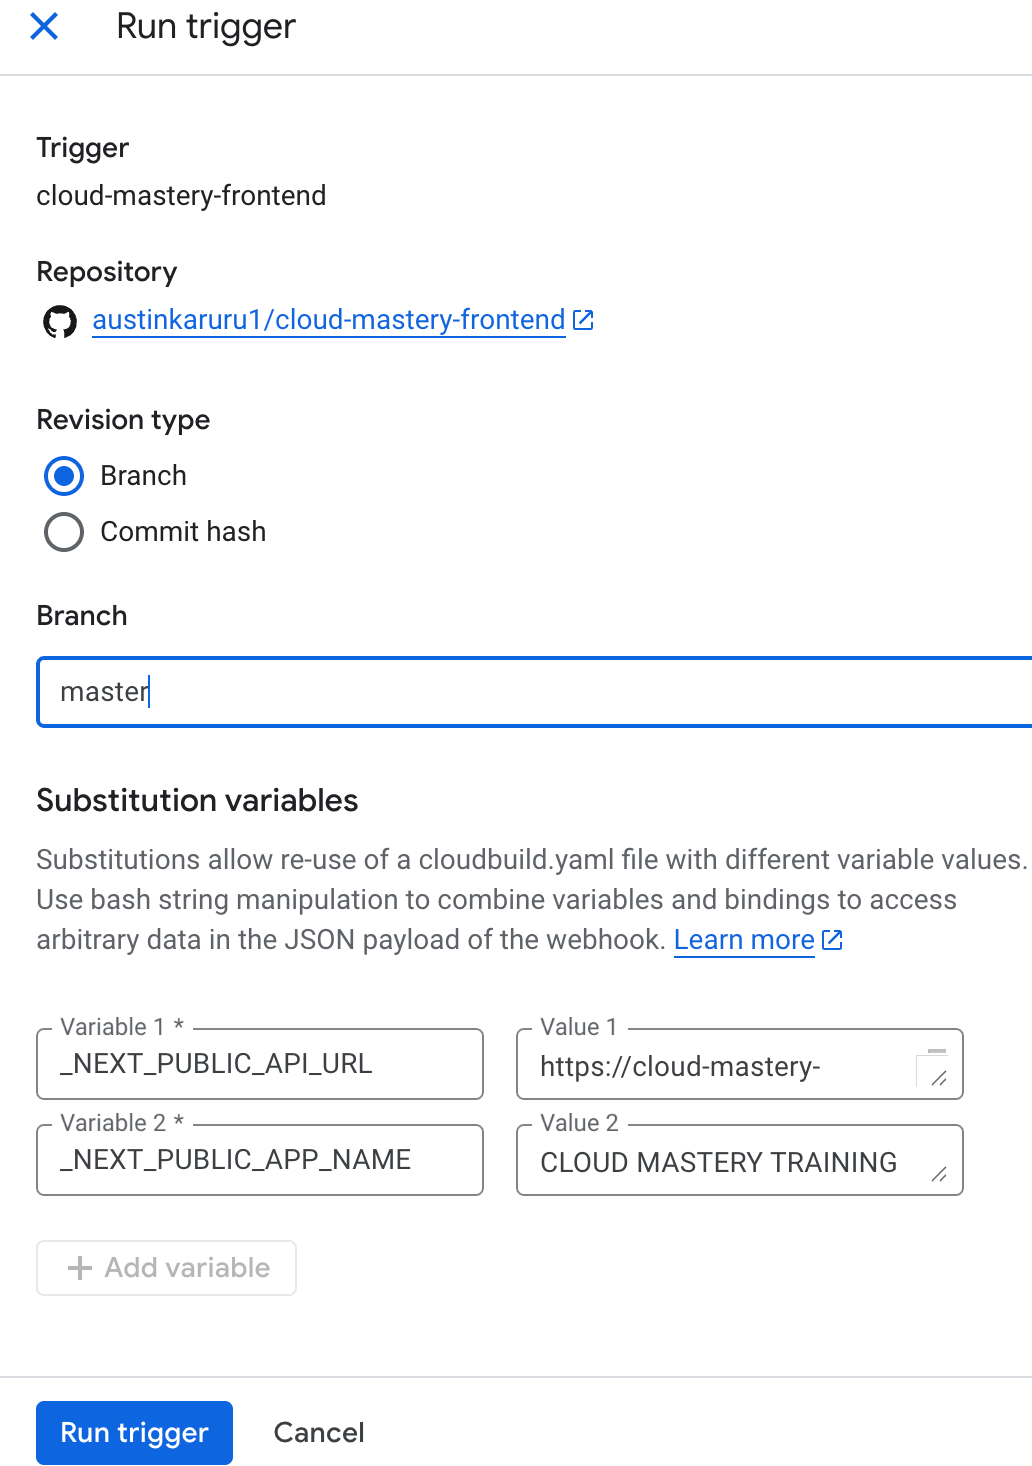 Run trigger
Trigger
cloud-mastery-frontend
Repository
austinkaruru1/cloud-mastery-frontend
Revision type
Branch
Commit hash
Branch
master
Substitution variables
Substitutions allow re-use of a cloudbuild.yaml file with different variable values.
Use bash string manipulation to combine variables and bindings to access
arbitrary data in the JSON payload of the webhook. Learn more
Variable 1 *
_NEXT_PUBLIC_API_URL
Value 1
https://cloud-mastery-
Variable 2 *
_NEXT_PUBLIC_APP_NAME
Value 2
CLOUD MASTERY TRAINING
Add variable
Run trigger
Cancel